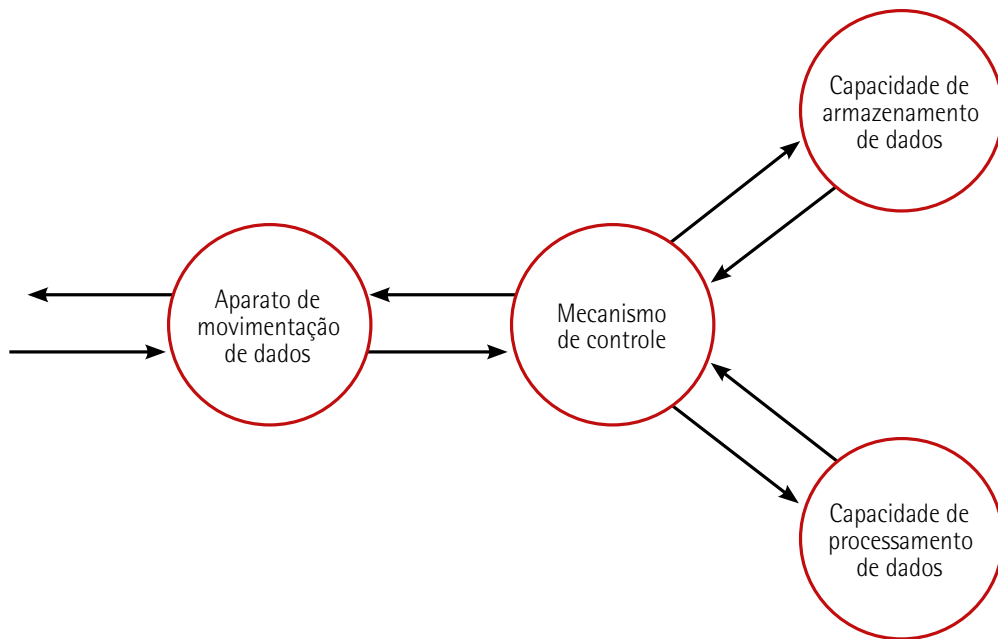 Capacidade de
armazenamento
de dados
Aparato de
movimentação
de dados
Mecanismo
de controle
Capacidade de
processamento
de dados